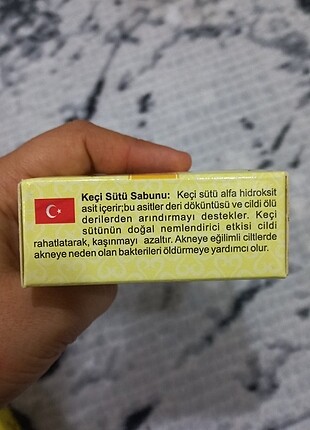 Keçi Sütü Sabunu: Keçi sütü alfa hidroksit
asit içerir;bu asitler deri döküntüsü ve cildi ölü
derilerden arındırmayı destekler. Keçi
sütünün doğal nemlendirici etkisi cildi
rahatlatarak, kaşınmayı azaltır. Akneye eğilimli ciltlerde
akneye neden olan bakterileri öldürmeye yardımcı olur.